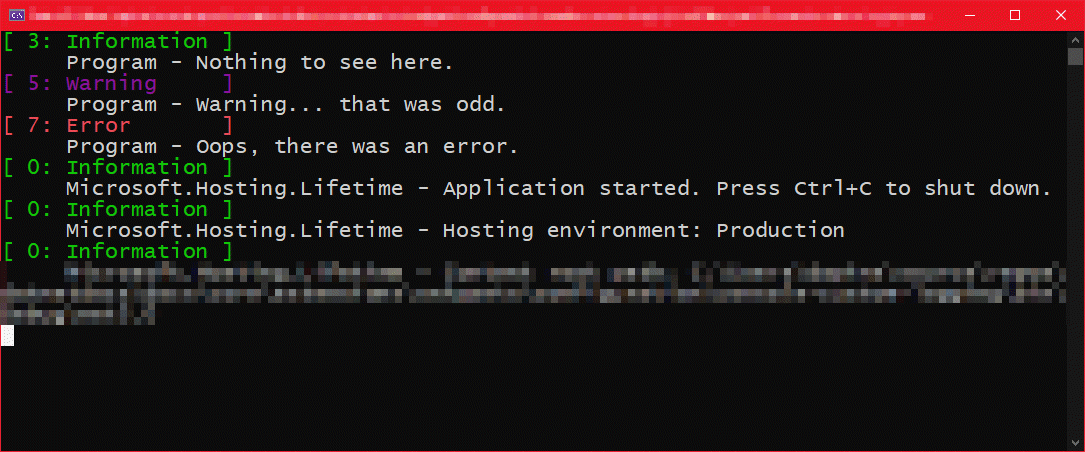 [ 3: Information ]
Program - Nothing to see here.
[ 5: Warning     ]
Program - Warning... that was odd.
[ 7: Error       ]
Program - Oops, there was an error.
[ 0: Information ]
Microsoft.Hosting.Lifetime - Application started. Press Ctrl+C to shut down.
[ 0: Information ]
Microsoft.Hosting.Lifetime - Hosting environment: Production
[ 0: Information ]